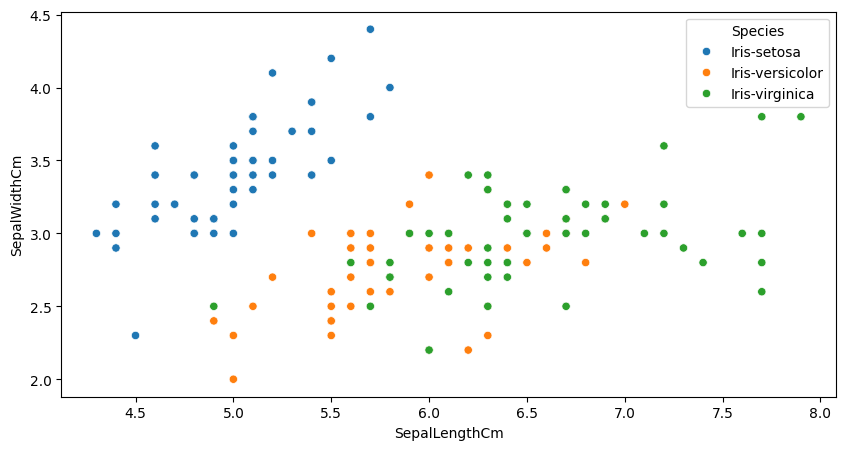 4.5
4.0
3.5
3.0
2.5
2.0
SepalWidthCm
Species
Iris-setosa
Iris-versicolor
Iris-virginica
4.5 5.0 5.5 6.0 6.5 7.0 7.5 8.0
SepalLengthCm